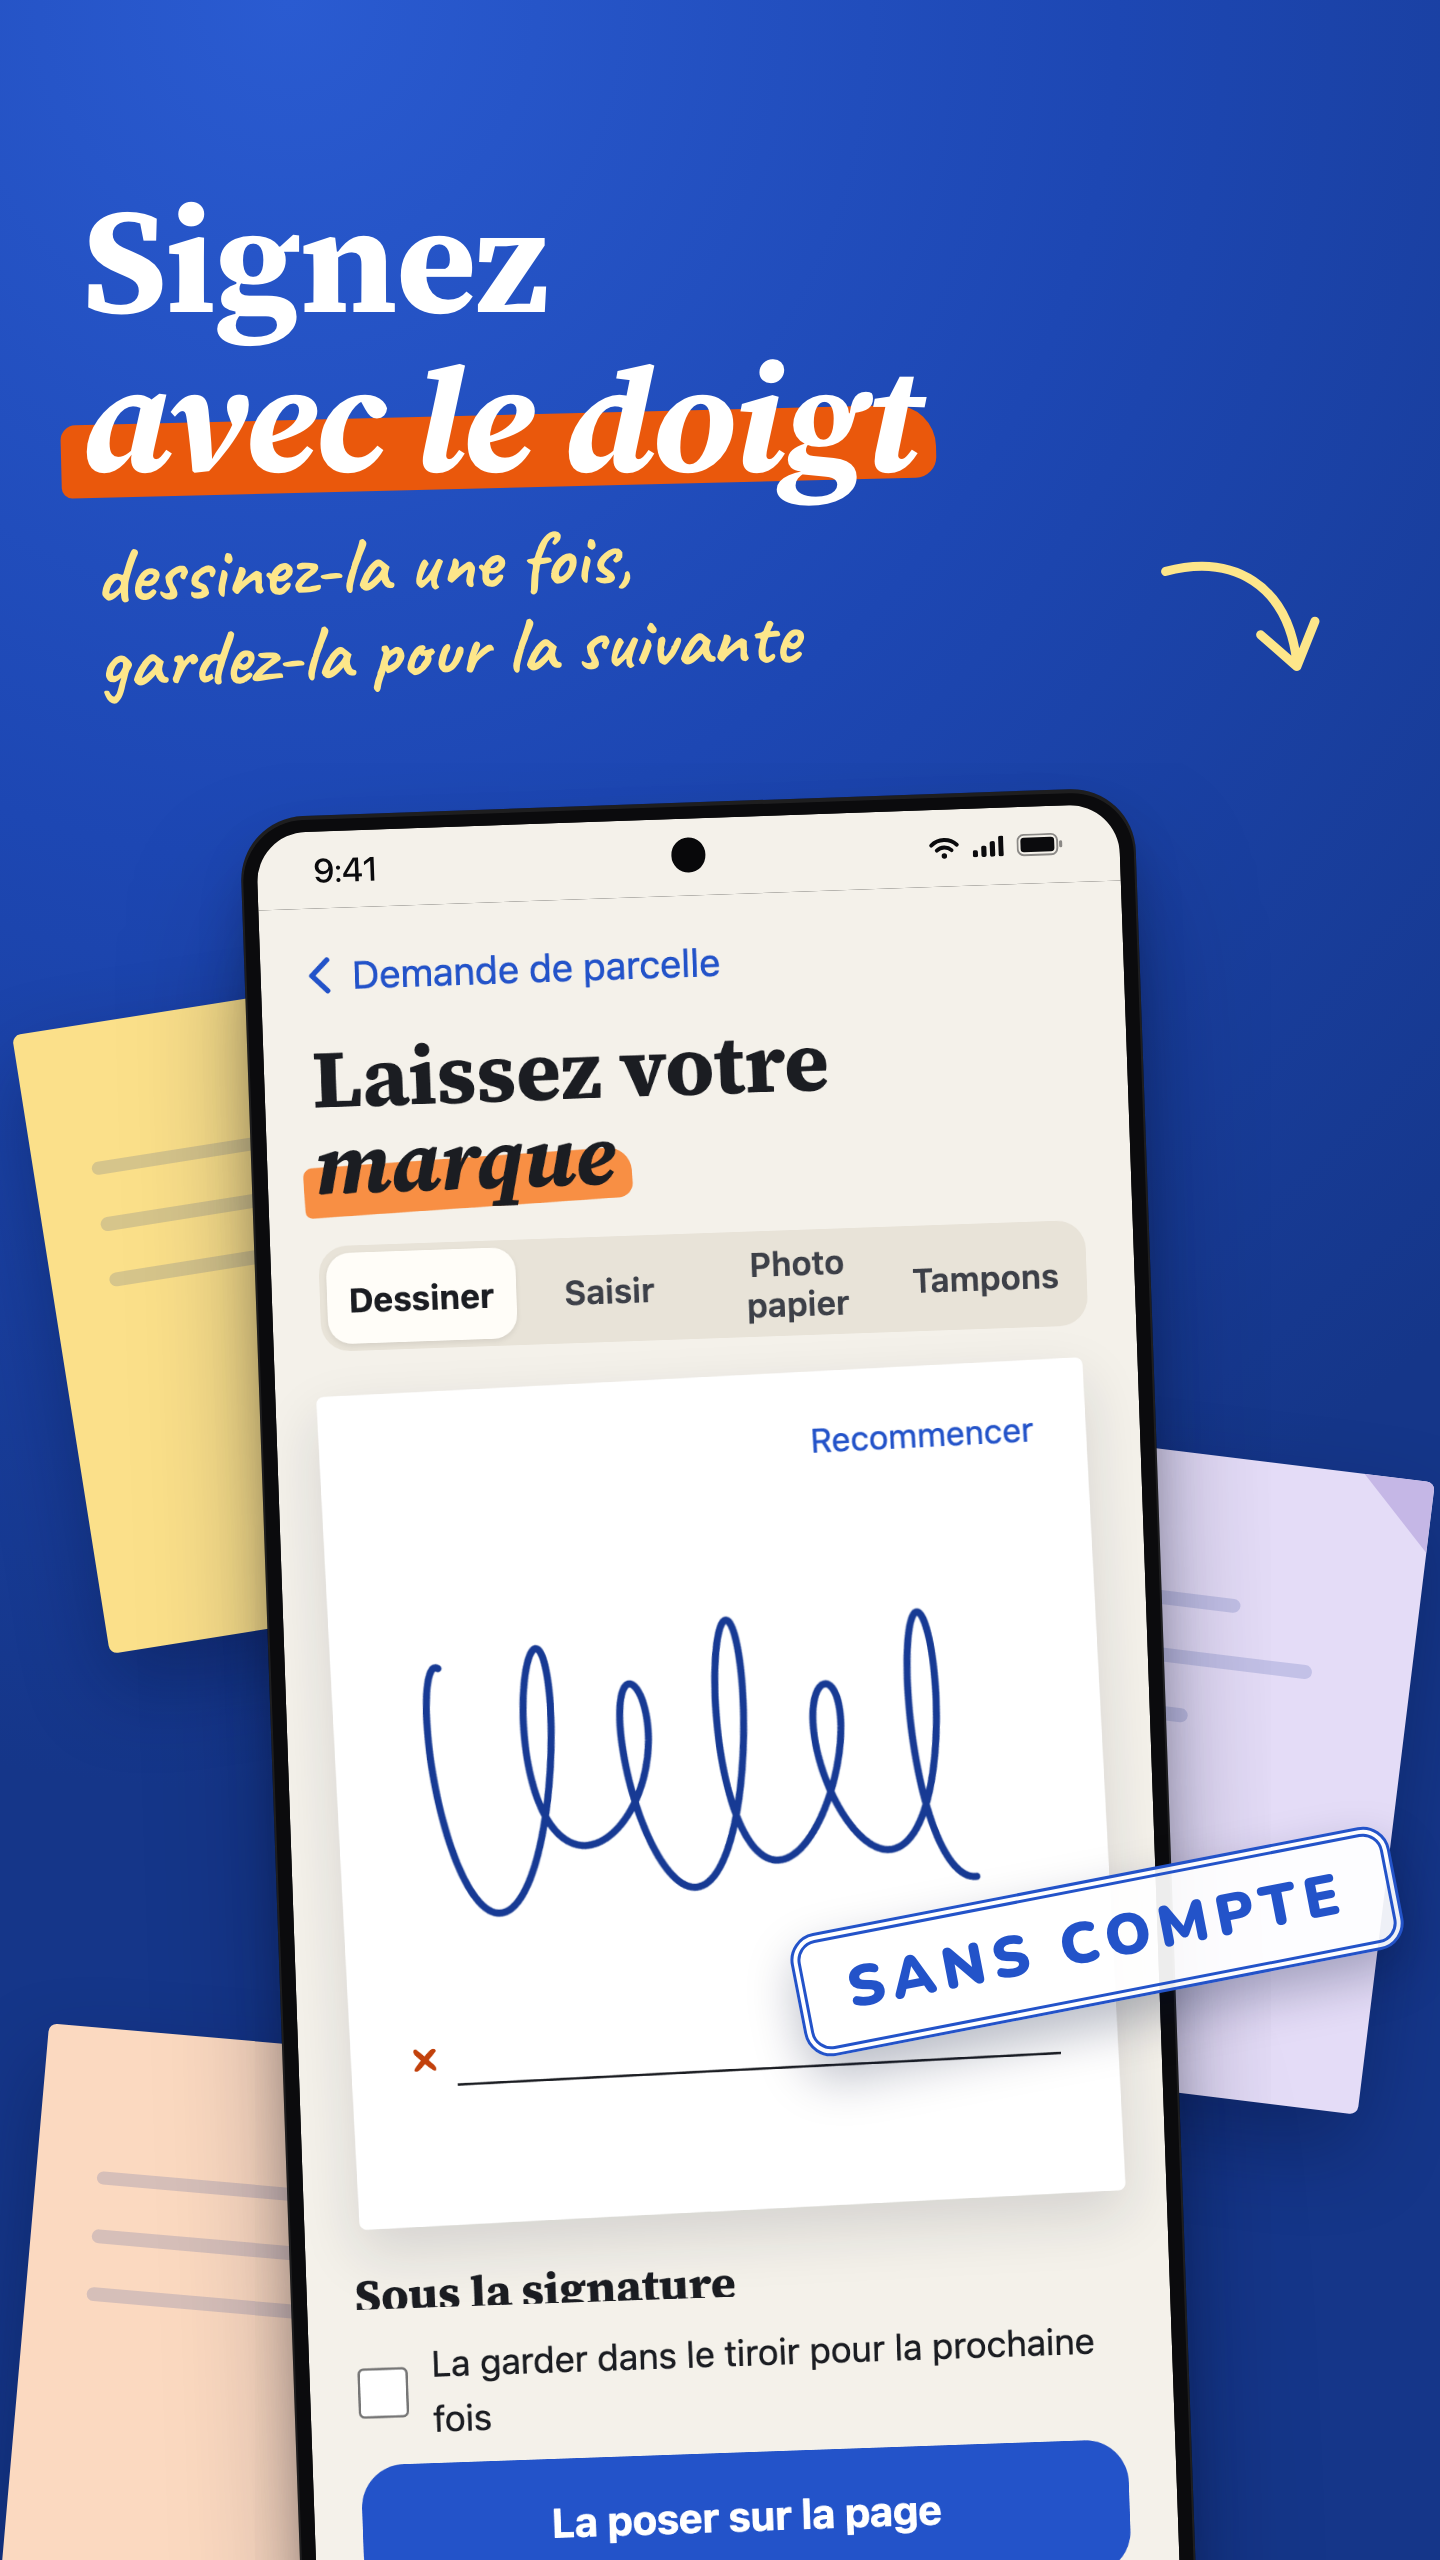 Signez
avec le doigt
dessinez-la une fois,
gardez-la pour la suivante
9:41
Demande de parcelle
Laissez votre
marque
Dessiner
Saisir
Photo
papier
Tampons
Recommencer
SANS COMPTE
×
Sous la signature
La garder dans le tiroir pour la prochaine
fois
La poser sur la page